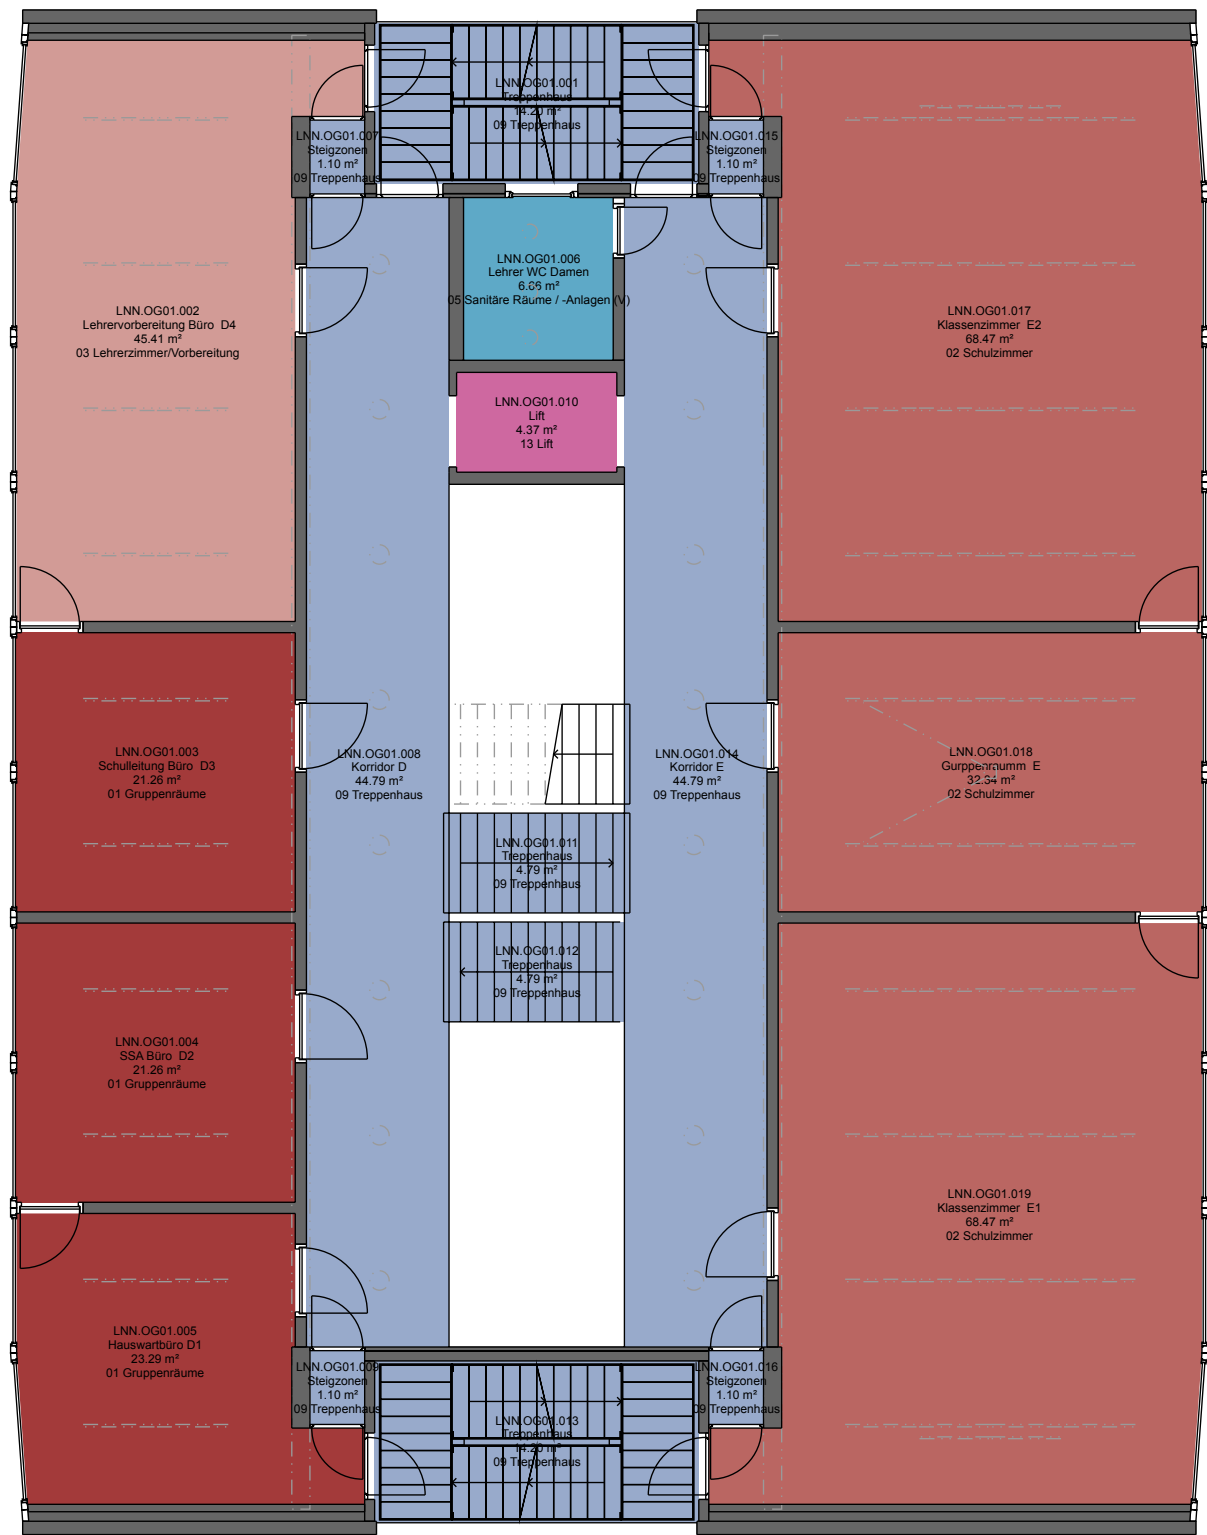 LNN.OG01.001
Treppenhaus
14.20 m²
09 Treppenhaus
LNN.OG01.007
Steigzonen
1.10 m²
09 Treppenhaus
LNN.OG01.015
Steigzonen
1.10 m²
09 Treppenhaus
LNN.OG01.006
Lehrer WC Damen
6.06 m²
05 Sanitäre Räume / -Anlagen (V)
LNN.OG01.002
Lehrervorbereitung Büro D4
45.41 m²
03 Lehrerzimmer/Vorbereitung
LNN.OG01.017
Klassenzimmer E2
68.47 m²
02 Schulzimmer
LNN.OG01.010
Lift
4.37 m²
13 Lift
LNN.OG01.003
Schulleitung Büro D3
21.26 m²
01 Gruppenräume
LNN.OG01.008
Korridor D
44.79 m²
09 Treppenhaus
LNN.OG01.014
Korridor E
44.79 m²
09 Treppenhaus
LNN.OG01.018
Gurppenraumm E
m²
02 Schulzimmer
LNN.OG01.011
Treppenhaus
4.79 m²
09 Treppenhaus
LNN.OG01.012
Treppenhaus
4.79 m²
09 Treppenhaus
LNN.OG01.004
SSA Büro D2
21.26 m²
01 Gruppenräume
LNN.OG01.019
Klassenzimmer E1
68.47 m²
02 Schulzimmer
LNN.OG01.005
Hauswartbüro D1
23.29 m²
01 Gruppenräume
LNN.OG01.009
Steigzonen
1.10 m²
09 Treppenhaus
LNN.OG01.016
Steigzonen
1.10 m²
09 Treppenhaus
LNN.OG01.013
Treppenhaus
14.20 m²
09 Treppenhaus